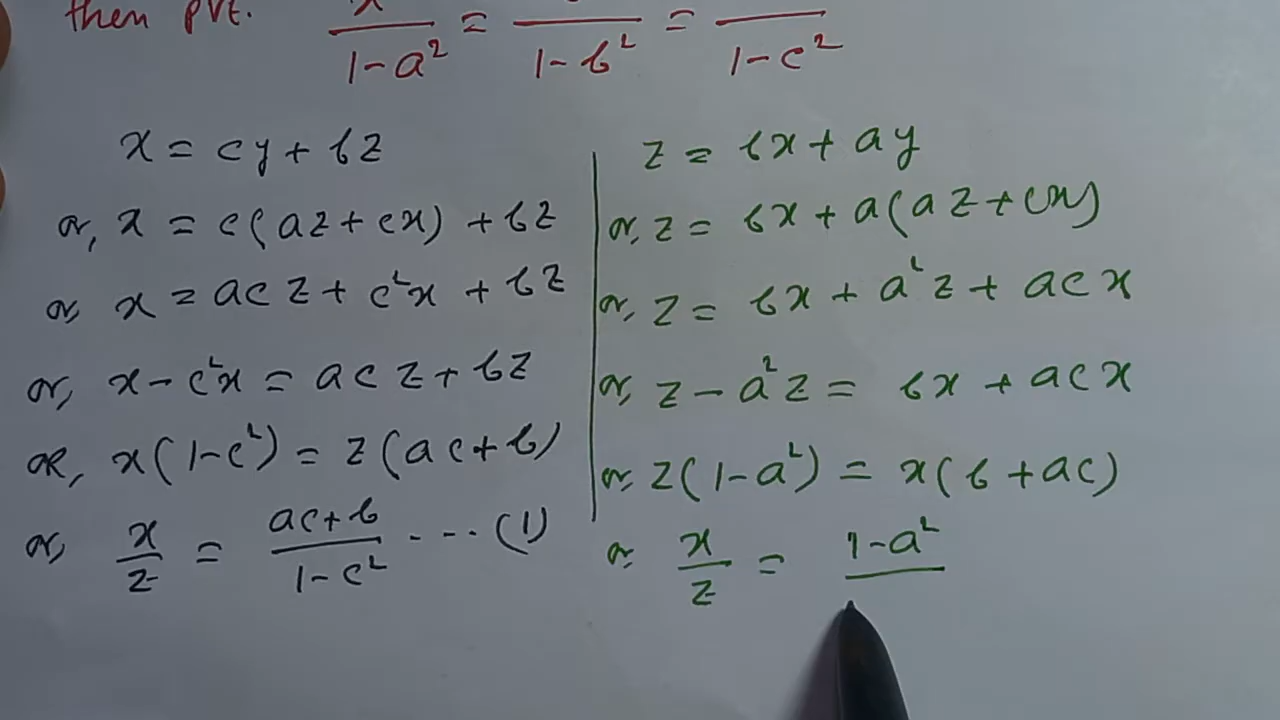 then prt. x/1-a² = /1-b² = /1-c²
x = cy + bz
or, x = c(az + cx) + bz
or, x = acz + c²x + bz
or, x - c²x = acz + bz
or, x(1-c²) = z(ac+b)
or, x/z = ac+b/1-c² ---- (1)
z = bx + ay
or, z = bx + a(az + cx)
or, z = bx + a²z + acx
or, z - a²z = bx + acx
or, z(1-a²) = x(b + ac)
or x/z = 1-a²/